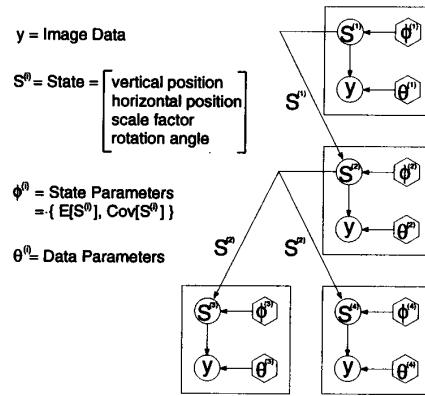 y = Image Data
S⁽ⁱ⁾= State = [ vertical position
horizontal position
scale factor
rotation angle ]
ϕ⁽ⁱ⁾= State Parameters
= { E[S⁽ⁱ⁾], Cov[S⁽ⁱ⁾] }
θ⁽ⁱ⁾= Data Parameters
S⁽¹⁾ ϕ⁽¹⁾
y θ⁽¹⁾
S⁽¹⁾
S⁽²⁾ ϕ⁽²⁾
y θ⁽²⁾
S⁽²⁾ S⁽²⁾
S⁽³⁾ ϕ⁽³⁾ S⁽⁴⁾ ϕ⁽⁴⁾
y θ⁽³⁾ y θ⁽⁴⁾